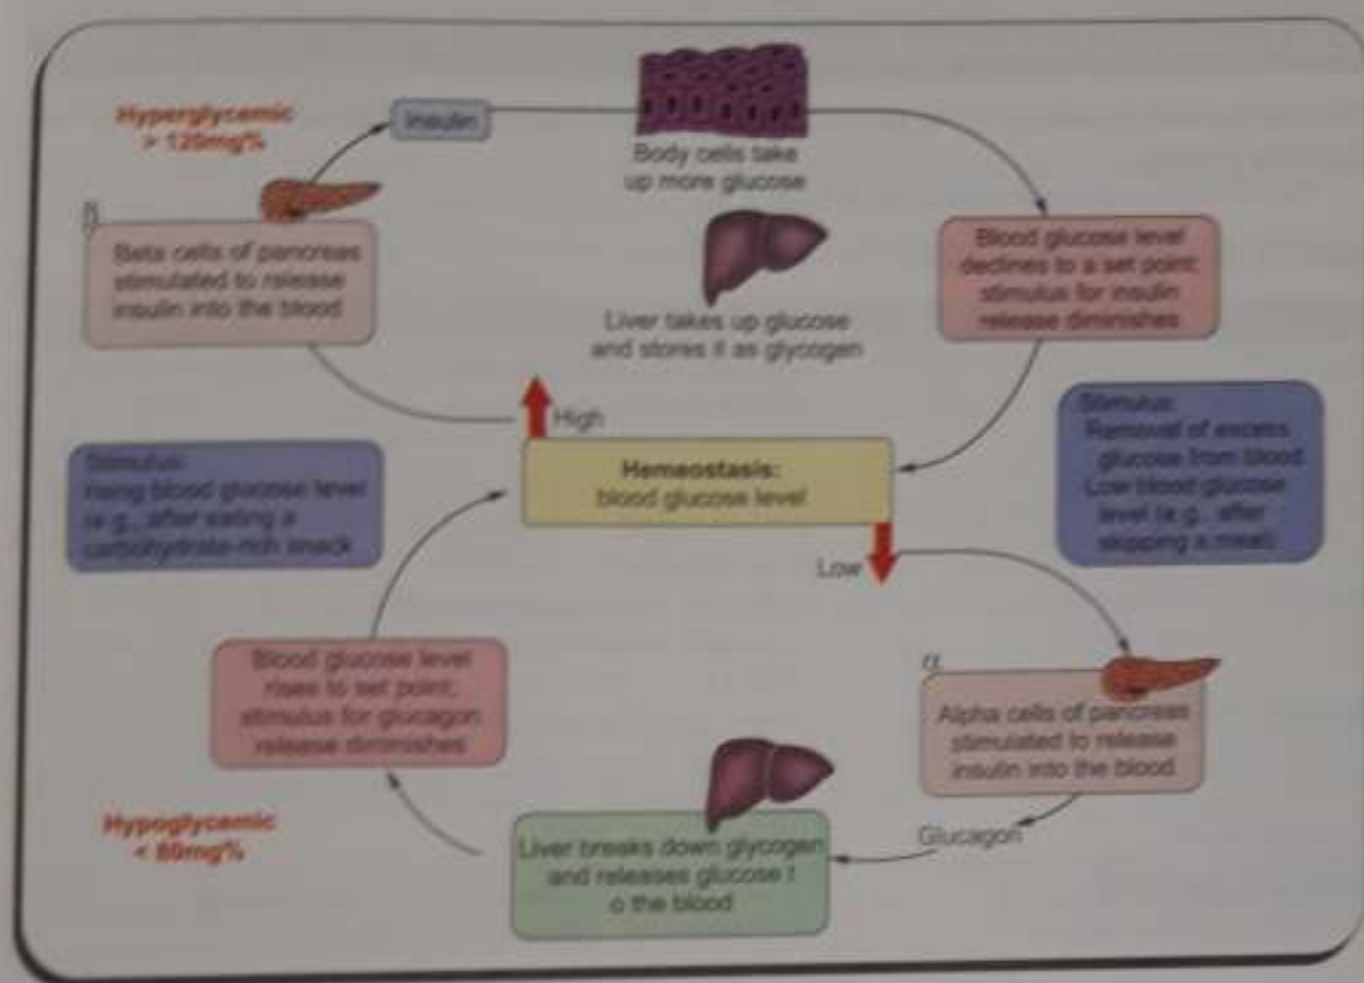 Hyperglycemic
> 120mg%
Insulin
Body cells take
up more glucose
β
Beta cells of pancreas
stimulated to release
insulin into the blood
Liver takes up glucose
and stores it as glycogen
Blood glucose level
declines to a set point;
stimulus for insulin
release diminishes
High
Hemeostasis:
blood glucose level
Low
Stimulus:
rising blood glucose level
(e.g., after eating a
carbohydrate-rich snack
Stimulus:
Removal of excess
glucose from blood
Low blood glucose
level (e.g., after
skipping a meal)
Blood glucose level
rises to set point;
stimulus for glucagon
release diminishes
α
Alpha cells of pancreas
stimulated to release
insulin into the blood
Glucagon
Liver breaks down glycogen
and releases glucose t
o the blood
Hypoglycemic
< 80mg%